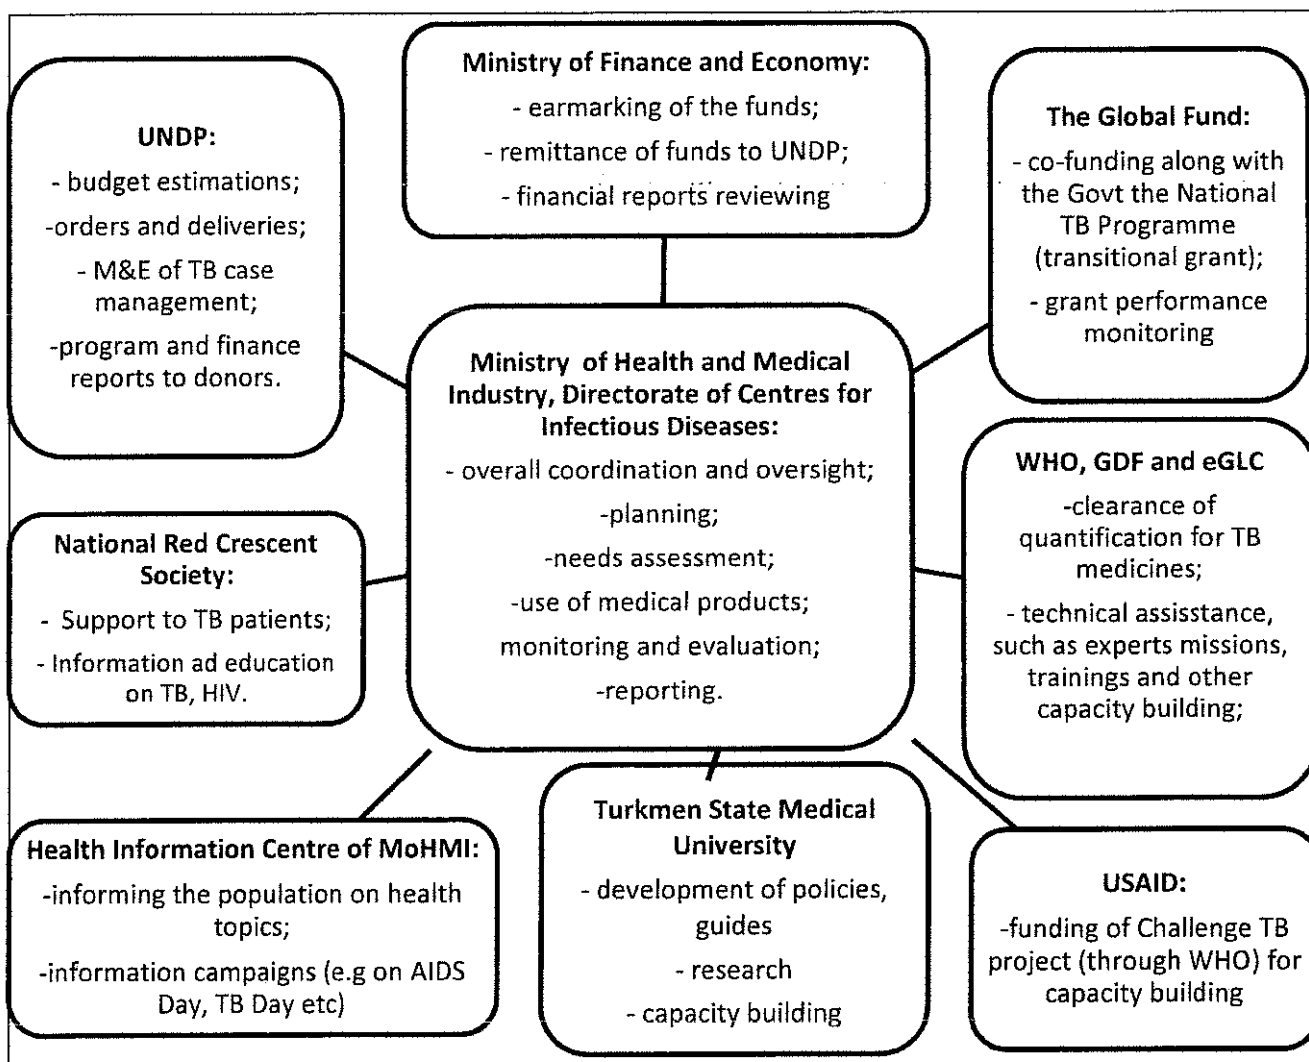 Ministry of Finance and Economy:
- earmarking of the funds;
- remittance of funds to UNDP;
- financial reports reviewing
UNDP:
- budget estimations;
-orders and deliveries;
- M&E of TB case
management;
-program and finance
reports to donors.
The Global Fund:
- co-funding along with
the Govt the National
TB Programme
(transitional grant);
- grant performance
monitoring
Ministry of Health and Medical
Industry, Directorate of Centres for
Infectious Diseases:
- overall coordination and oversight;
-planning;
-needs assessment;
-use of medical products;
monitoring and evaluation;
-reporting.
National Red Crescent
Society:
- Support to TB patients;
- Information ad education
on TB, HIV.
WHO, GDF and eGLC
-clearance of
quantification for TB
medicines;
- technical assisstance,
such as experts missions,
trainings and other
capacity building;
Health Information Centre of MoHMI:
-informing the population on health
topics;
-information campaigns (e.g on AIDS
Day, TB Day etc)
Turkmen State Medical
University
- development of policies,
guides
- research
- capacity building
USAID:
-funding of Challenge TB
project (through WHO) for
capacity building